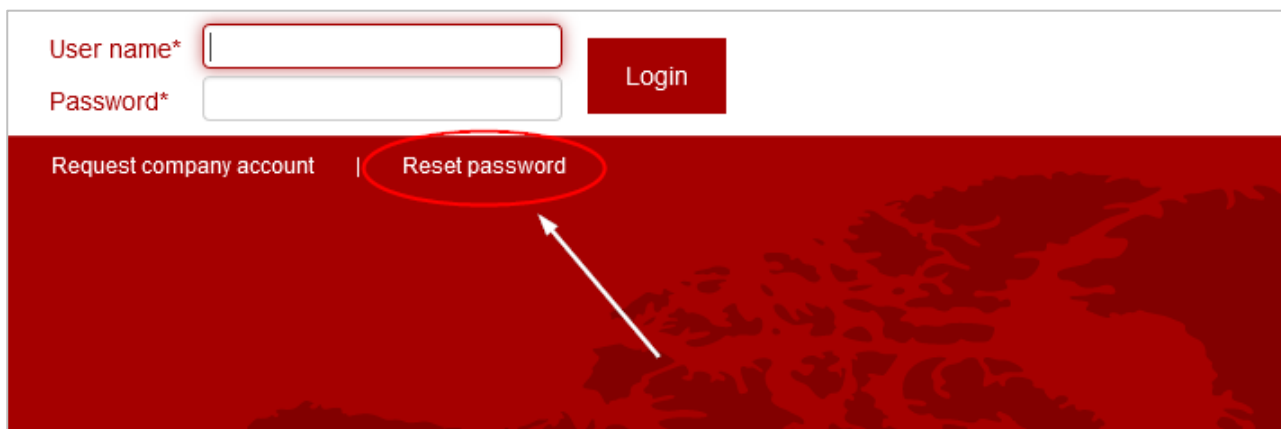 User name*
Login
Password*
Request company account | Reset password